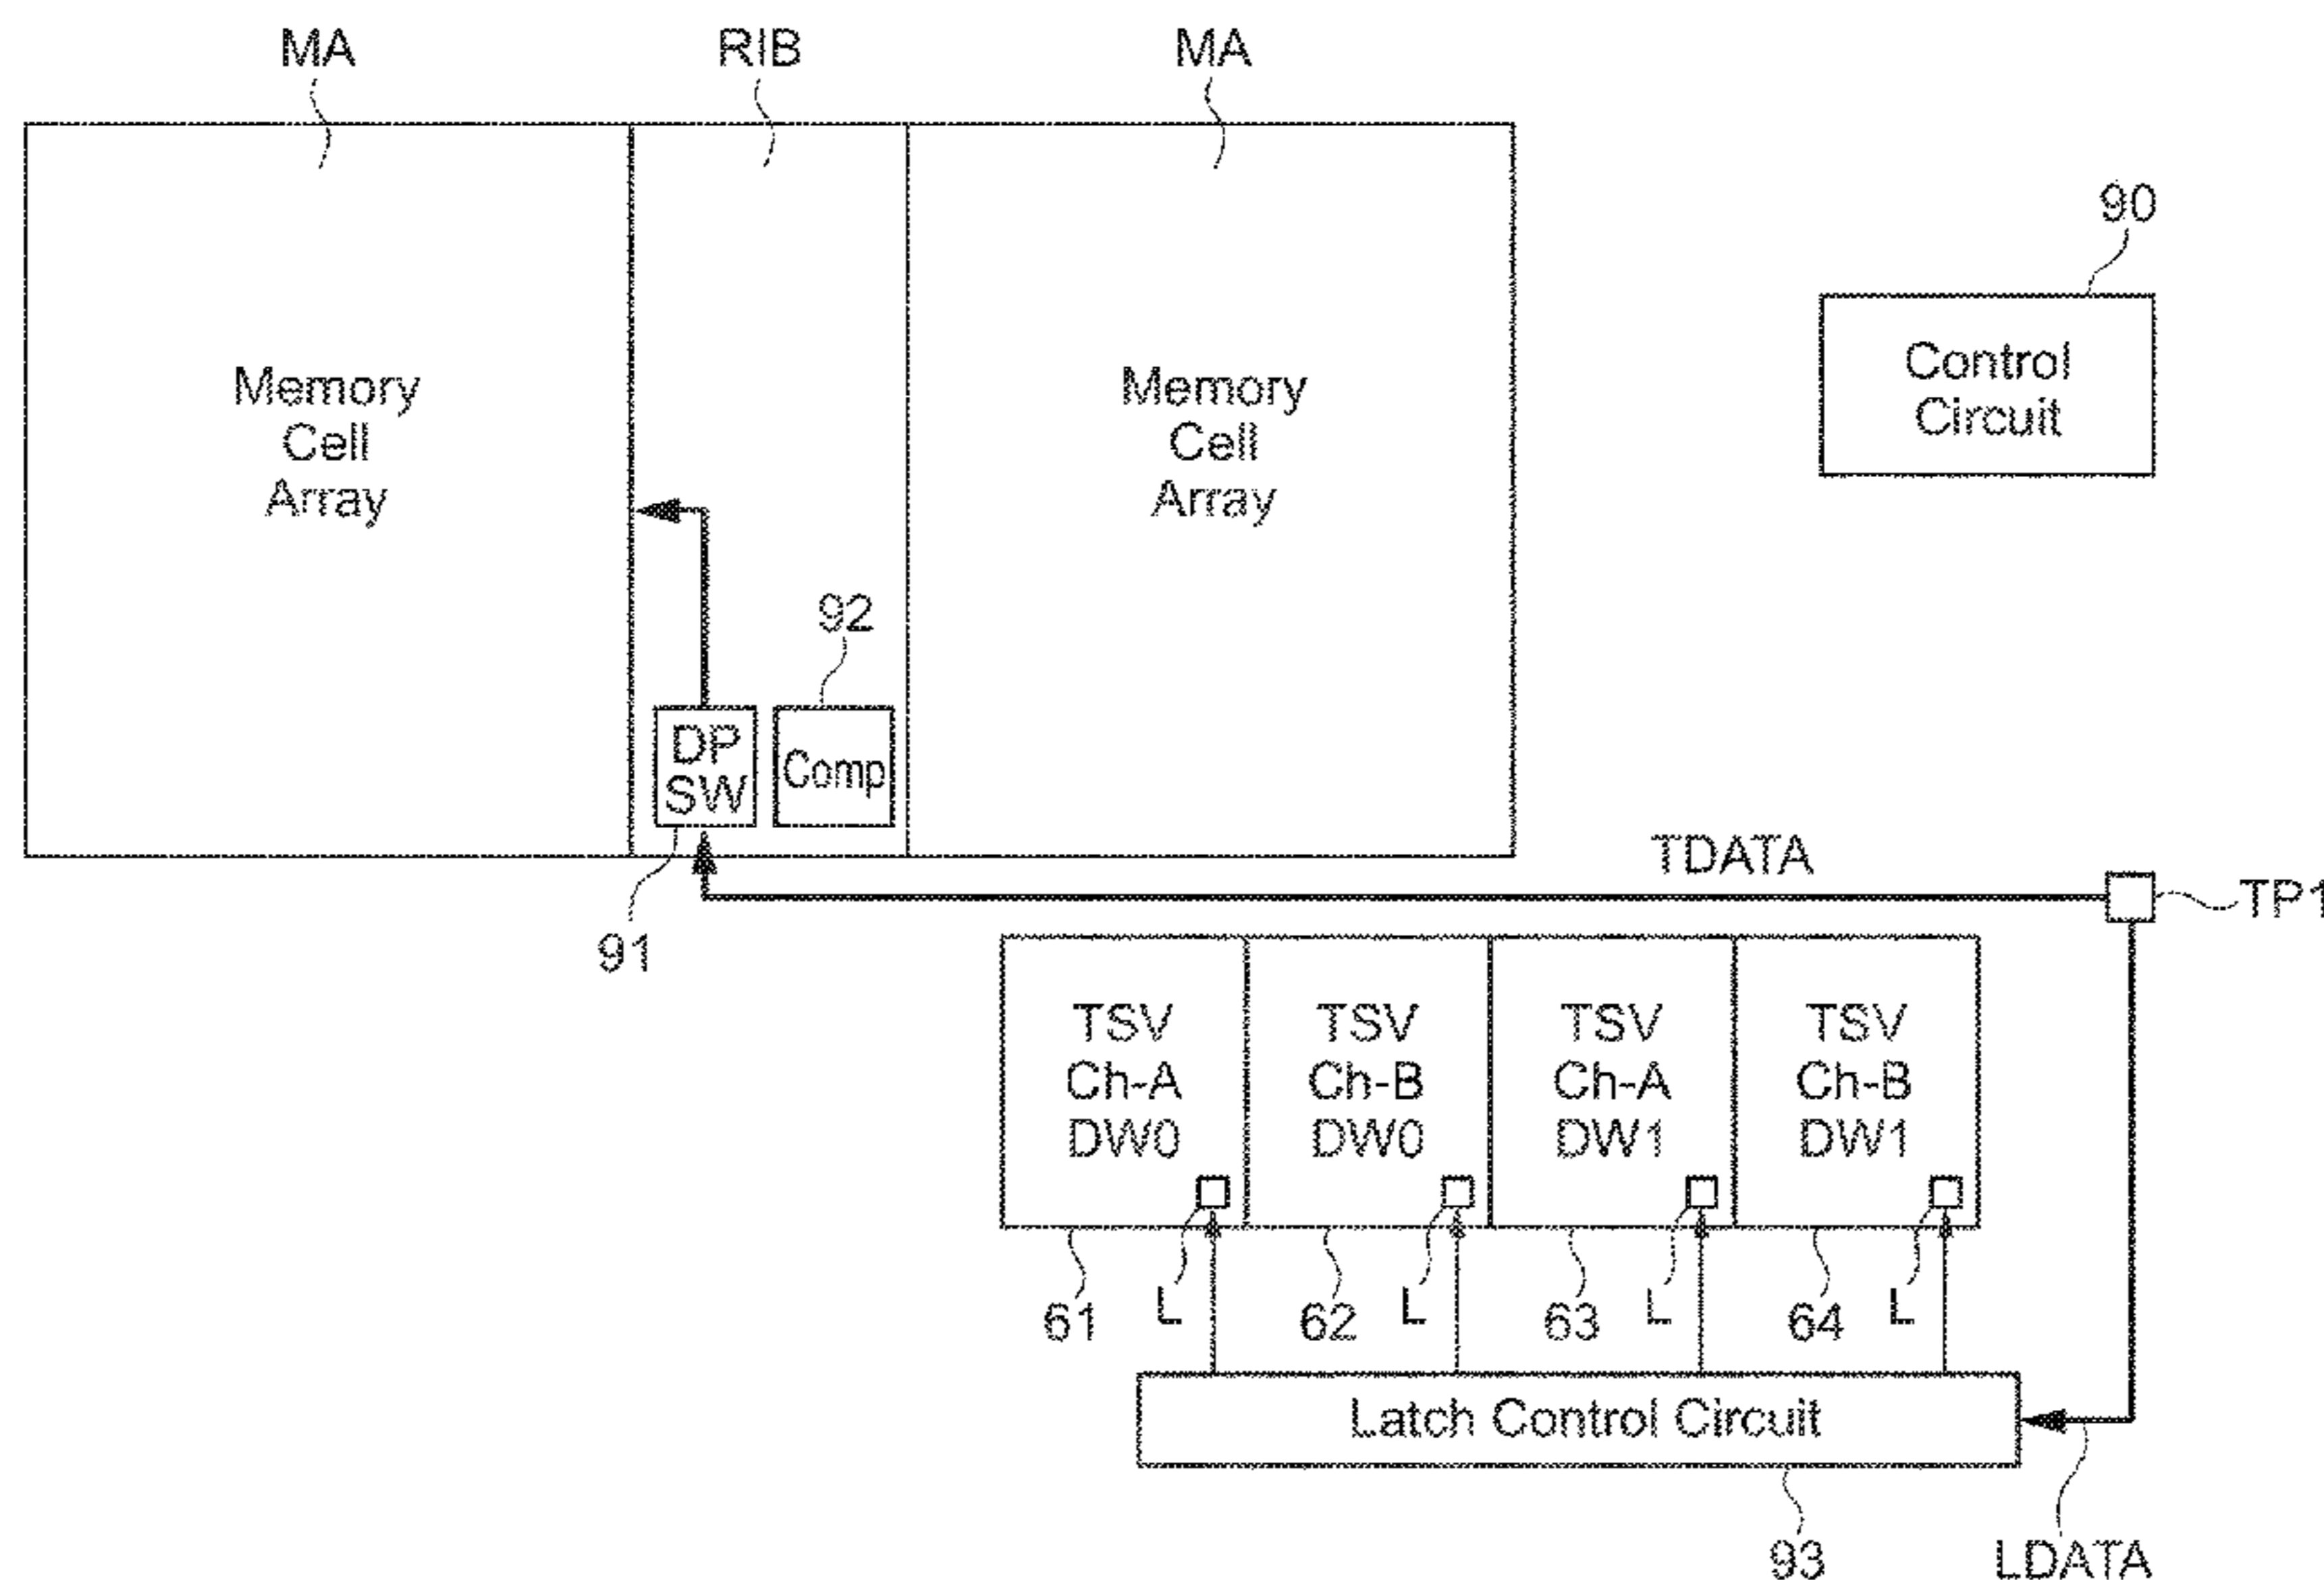 MA
RIB
MA
90
Control
Circuit
Memory
Cell
Array
Memory
Cell
Array
92
DP
SW
Comp
TDATA
TP1
91
TSV
Ch-A
DW0
TSV
Ch-B
DW0
TSV
Ch-A
DW1
TSV
Ch-B
DW1
61
L
62
L
63
L
64
L
Latch Control Circuit
93
LDATA